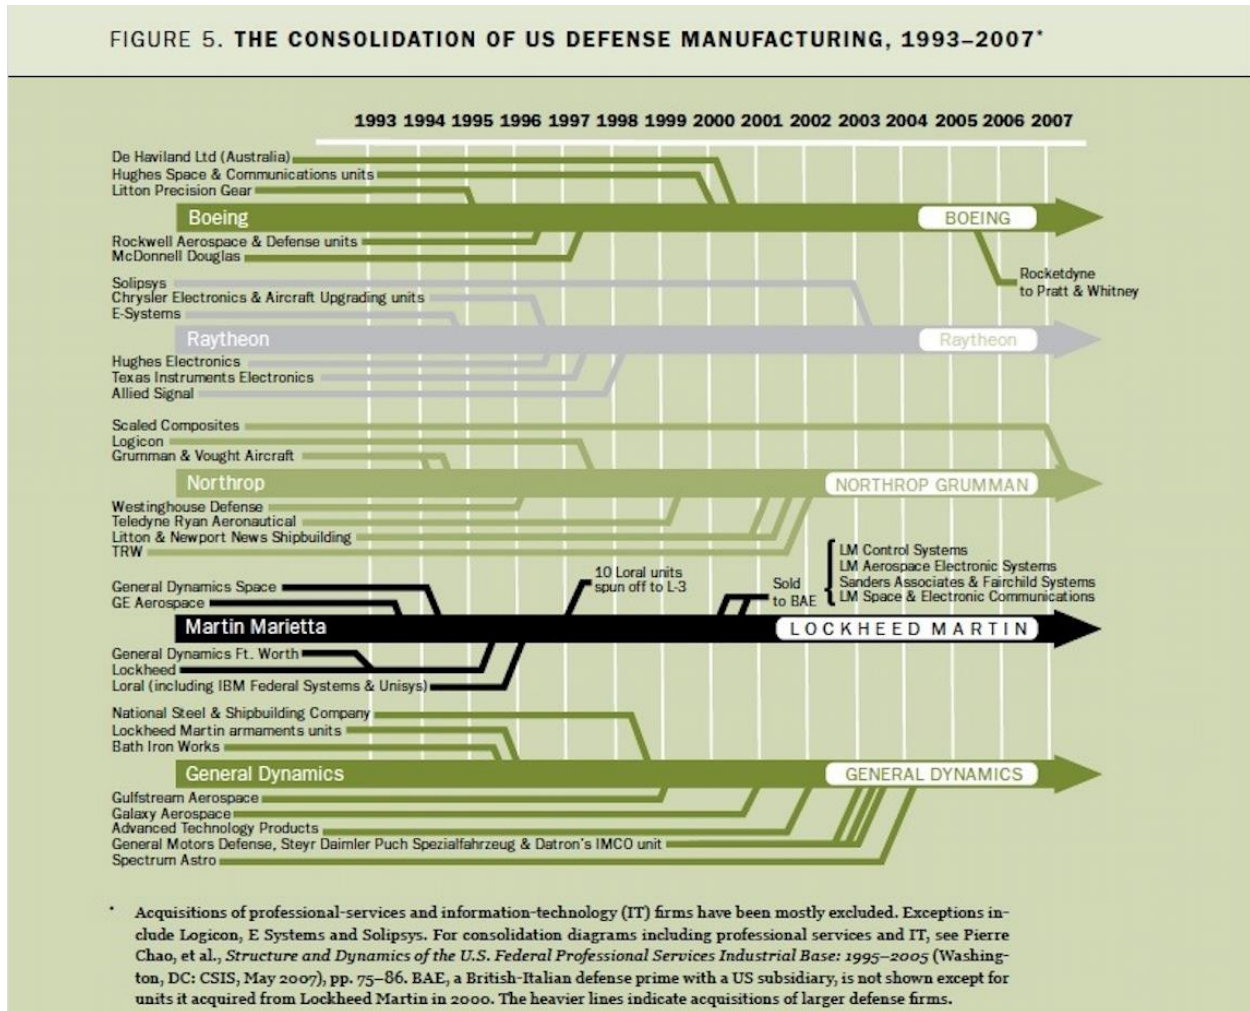 FIGURE 5. THE CONSOLIDATION OF US DEFENSE MANUFACTURING, 1993–2007*
1993 1994 1995 1996 1997 1998 1999 2000 2001 2002 2003 2004 2005 2006 2007
De Haviland Ltd (Australia)
Hughes Space & Communications units
Litton Precision Gear
Boeing
BOEING
Rockwell Aerospace & Defense units
McDonnell Douglas
Rocketdyne
to Pratt & Whitney
Solipsys
Chrysler Electronics & Aircraft Upgrading units
E-Systems
Raytheon
Raytheon
Hughes Electronics
Texas Instruments Electronics
Allied Signal
Scaled Composites
Logicon
Grumman & Vought Aircraft
Northrop
NORTHROP GRUMMAN
Westinghouse Defense
Teledyne Ryan Aeronautical
Litton & Newport News Shipbuilding
TRW
General Dynamics Space
GE Aerospace
10 Loral units
spun off to L-3
Sold
to BAE
LM Control Systems
LM Aerospace Electronic Systems
Sanders Associates & Fairchild Systems
LM Space & Electronic Communications
Martin Marietta
LOCKHEED MARTIN
General Dynamics Ft. Worth
Lockheed
Loral (including IBM Federal Systems & Unisys)
National Steel & Shipbuilding Company
Lockheed Martin armaments units
Bath Iron Works
General Dynamics
GENERAL DYNAMICS
Gulfstream Aerospace
Galaxy Aerospace
Advanced Technology Products
General Motors Defense, Steyr Daimler Puch Spezialfahrzeug & Datron's IMCO unit
Spectrum Astro
* Acquisitions of professional-services and information-technology (IT) firms have been mostly excluded. Exceptions in-
clude Logicon, E Systems and Solipsys. For consolidation diagrams including professional services and IT, see Pierre
Chao, et al., Structure and Dynamics of the U.S. Federal Professional Services Industrial Base: 1995–2005 (Washing-
ton, DC: CSIS, May 2007), pp. 75–86. BAE, a British-Italian defense prime with a US subsidiary, is not shown except for
units it acquired from Lockheed Martin in 2000. The heavier lines indicate acquisitions of larger defense firms.